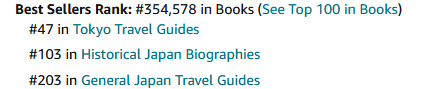 Best Sellers Rank: #354,578 in Books (See Top 100 in Books)
#47 in Tokyo Travel Guides
#103 in Historical Japan Biographies
#203 in General Japan Travel Guides